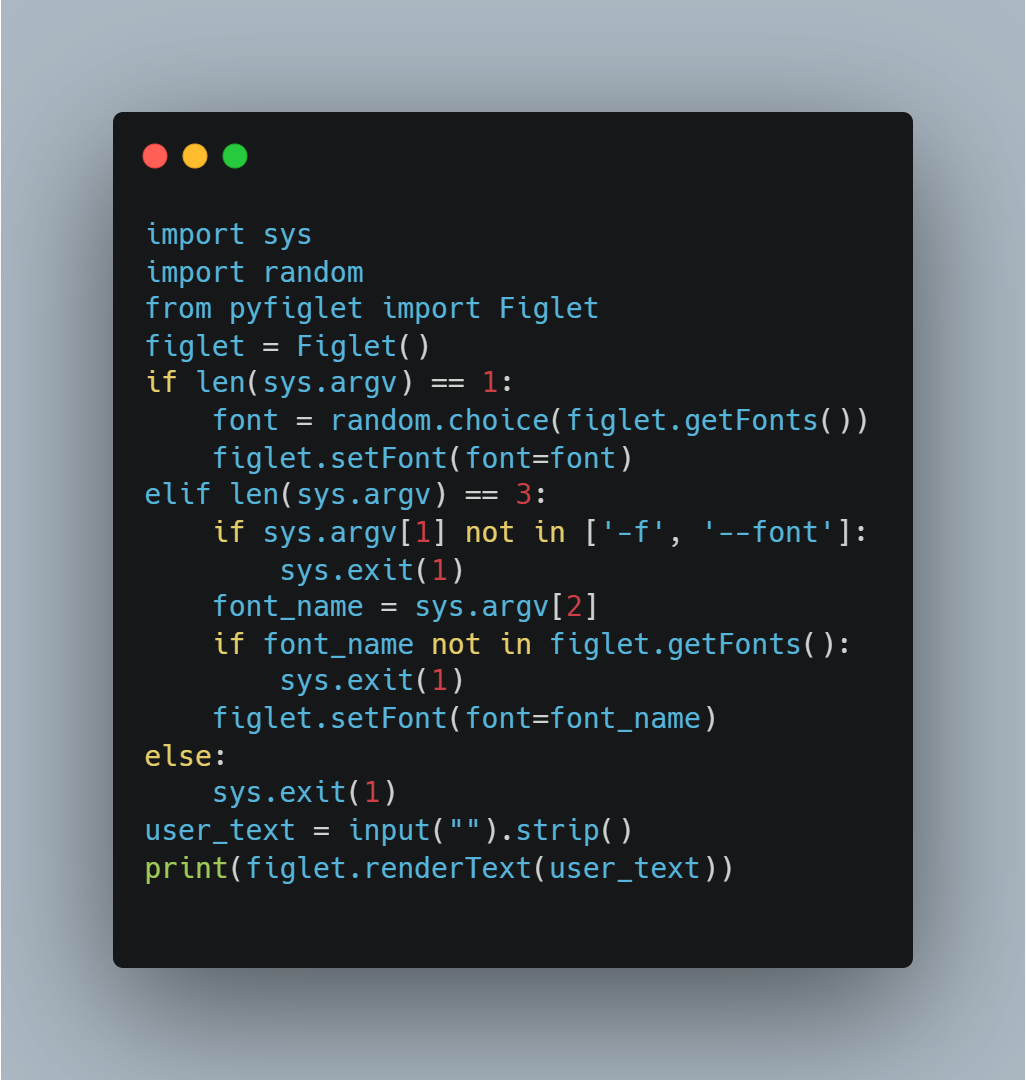 import sys
import random
from pyfiglet import Figlet
figlet = Figlet()
if len(sys.argv) == 1:
    font = random.choice(figlet.getFonts())
    figlet.setFont(font=font)
elif len(sys.argv) == 3:
    if sys.argv[1] not in ['-f', '--font']:
        sys.exit(1)
    font_name = sys.argv[2]
    if font_name not in figlet.getFonts():
        sys.exit(1)
    figlet.setFont(font=font_name)
else:
    sys.exit(1)
user_text = input("").strip()
print(figlet.renderText(user_text))